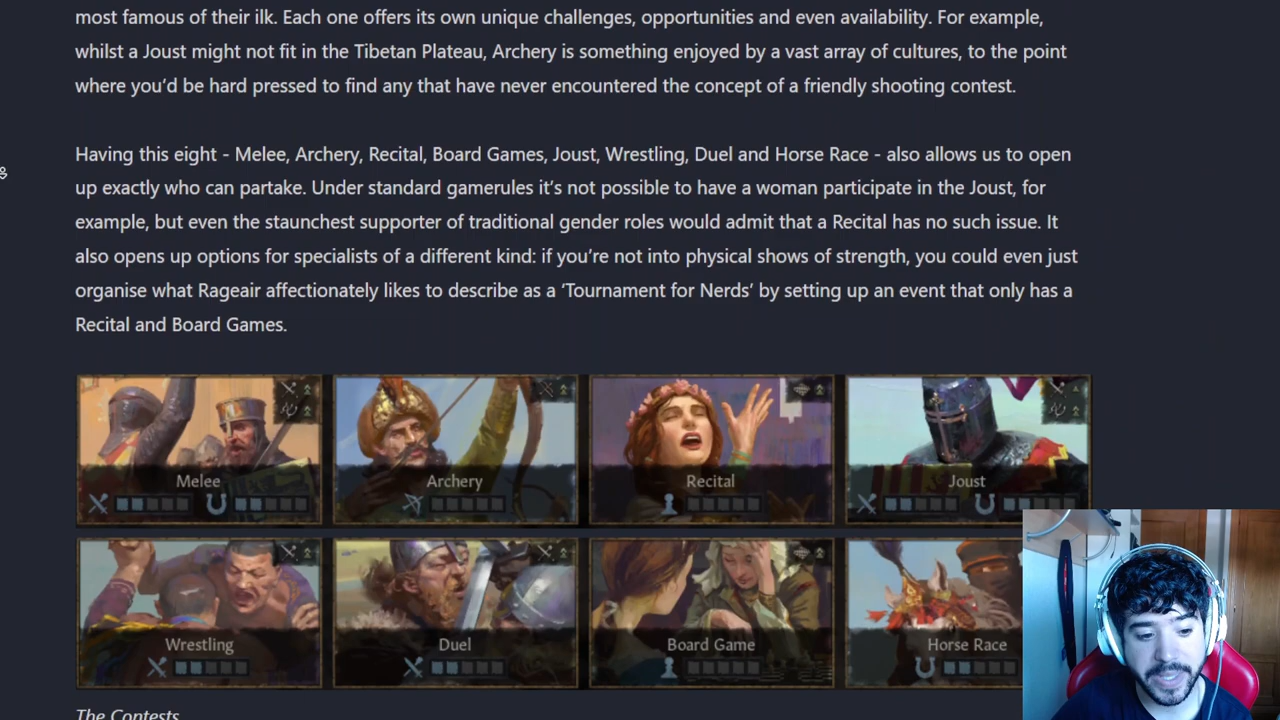 most famous of their ilk. Each one offers its own unique challenges, opportunities and even availability. For example,
whilst a Joust might not fit in the Tibetan Plateau, Archery is something enjoyed by a vast array of cultures, to the point
where you'd be hard pressed to find any that have never encountered the concept of a friendly shooting contest.
Having this eight - Melee, Archery, Recital, Board Games, Joust, Wrestling, Duel and Horse Race - also allows us to open
up exactly who can partake. Under standard gamerules it's not possible to have a woman participate in the Joust, for
example, but even the staunchest supporter of traditional gender roles would admit that a Recital has no such issue. It
also opens up options for specialists of a different kind: if you're not into physical shows of strength, you could even just
organise what Rageair affectionately likes to describe as a 'Tournament for Nerds' by setting up an event that only has a
Recital and Board Games.
Melee
Archery
Recital
Joust
Wrestling
Duel
Board Game
Horse Race
The Contests